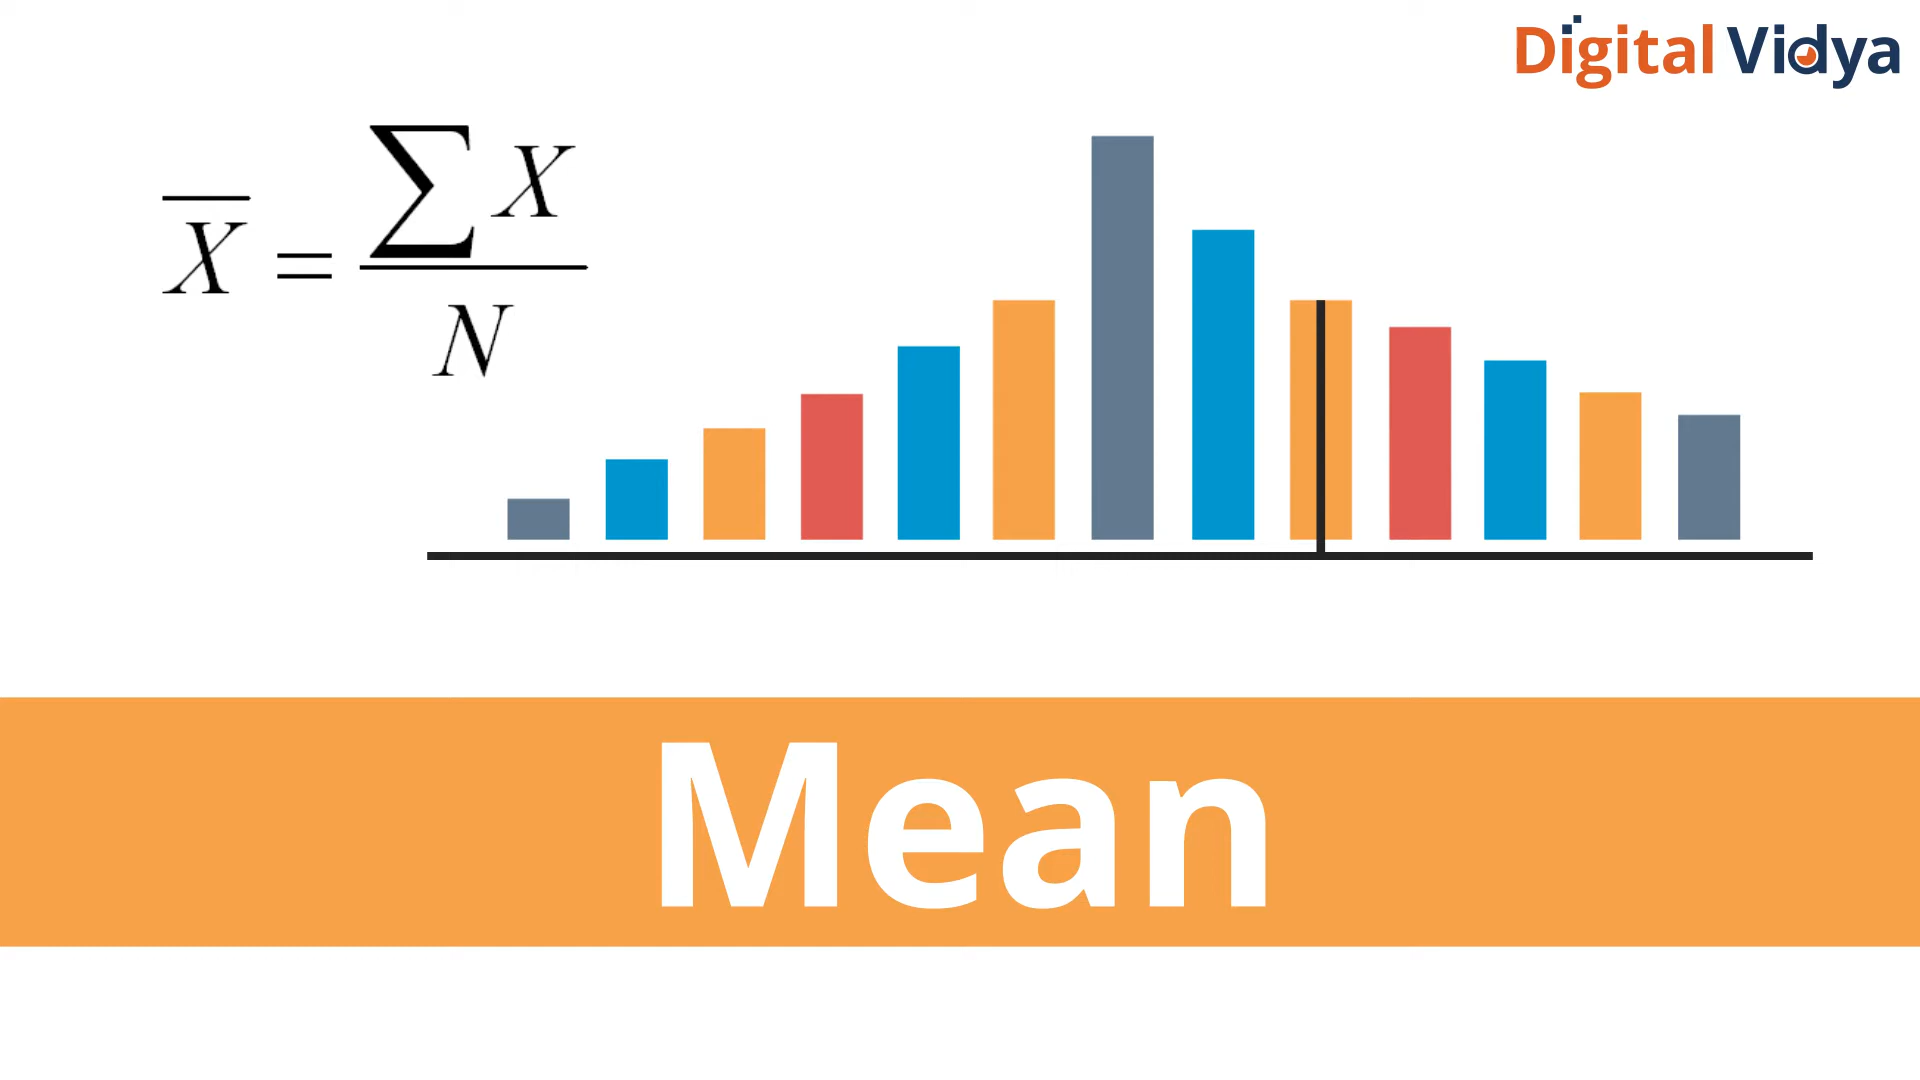 Digital Vidya
X̅ = ∑X / N
Mean